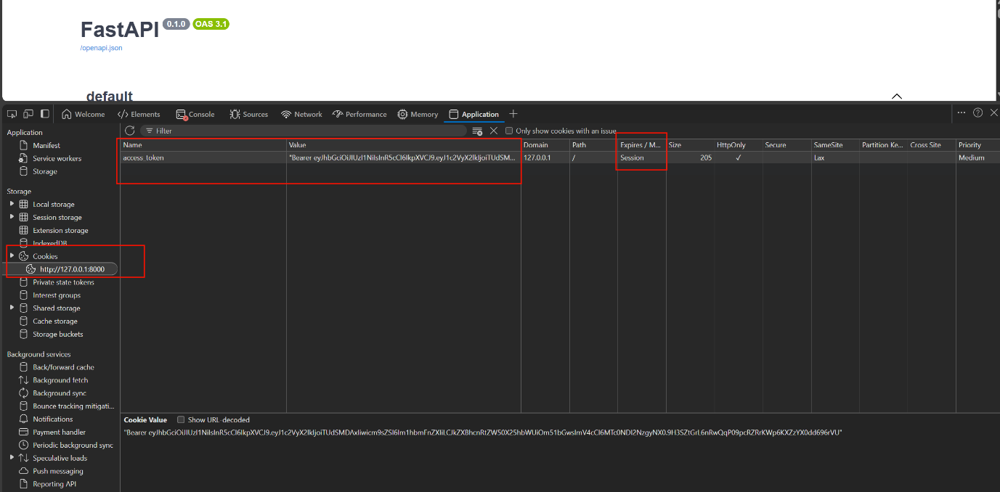 FastAPI 0.1.0 OAS 3.1
/openapi.json
default
Welcome Elements Console Sources Network Performance Memory Application
Application
Manifest
Service workers
Storage
Storage
Local storage
Session storage
Extension storage
IndexedDB
Cookies
http://127.0.0.1:8000
Private state tokens
Interest groups
Shared storage
Cache storage
Storage buckets
Background services
Back/forward cache
Background fetch
Background sync
Bounce tracking mitigati...
Notifications
Payment handler
Periodic background sync
Speculative loads
Push messaging
Reporting API
Filter Only show cookies with an issue
Name Value Domain Path Expires / M... Size HttpOnly Secure SameSite Partition Ke... Cross Site Priority
access_token "Bearer 127.0.0.1 / Session 205 ✓ Lax Medium
Cookie Value Show URL-decoded
"Bearer